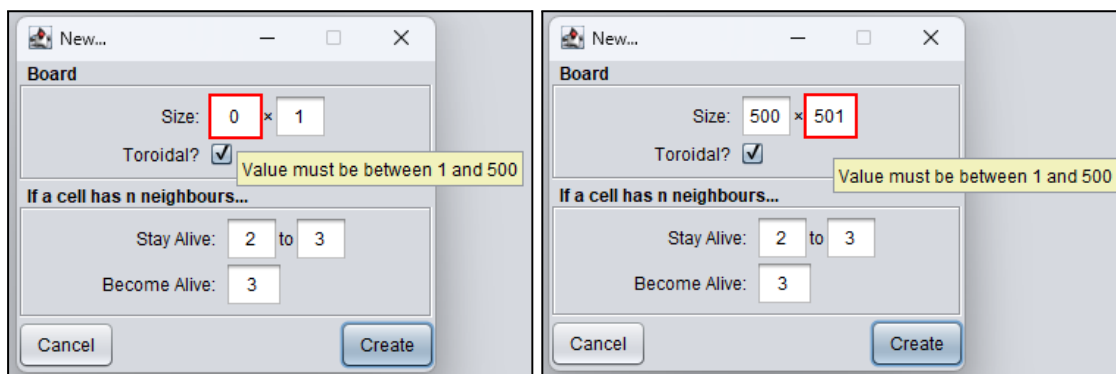 New...
Board
Size: 0 × 1
Toroidal?
Value must be between 1 and 500
If a cell has n neighbours...
Stay Alive: 2 to 3
Become Alive: 3
Cancel Create
New...
Board
Size: 500 × 501
Toroidal?
Value must be between 1 and 500
If a cell has n neighbours...
Stay Alive: 2 to 3
Become Alive: 3
Cancel Create